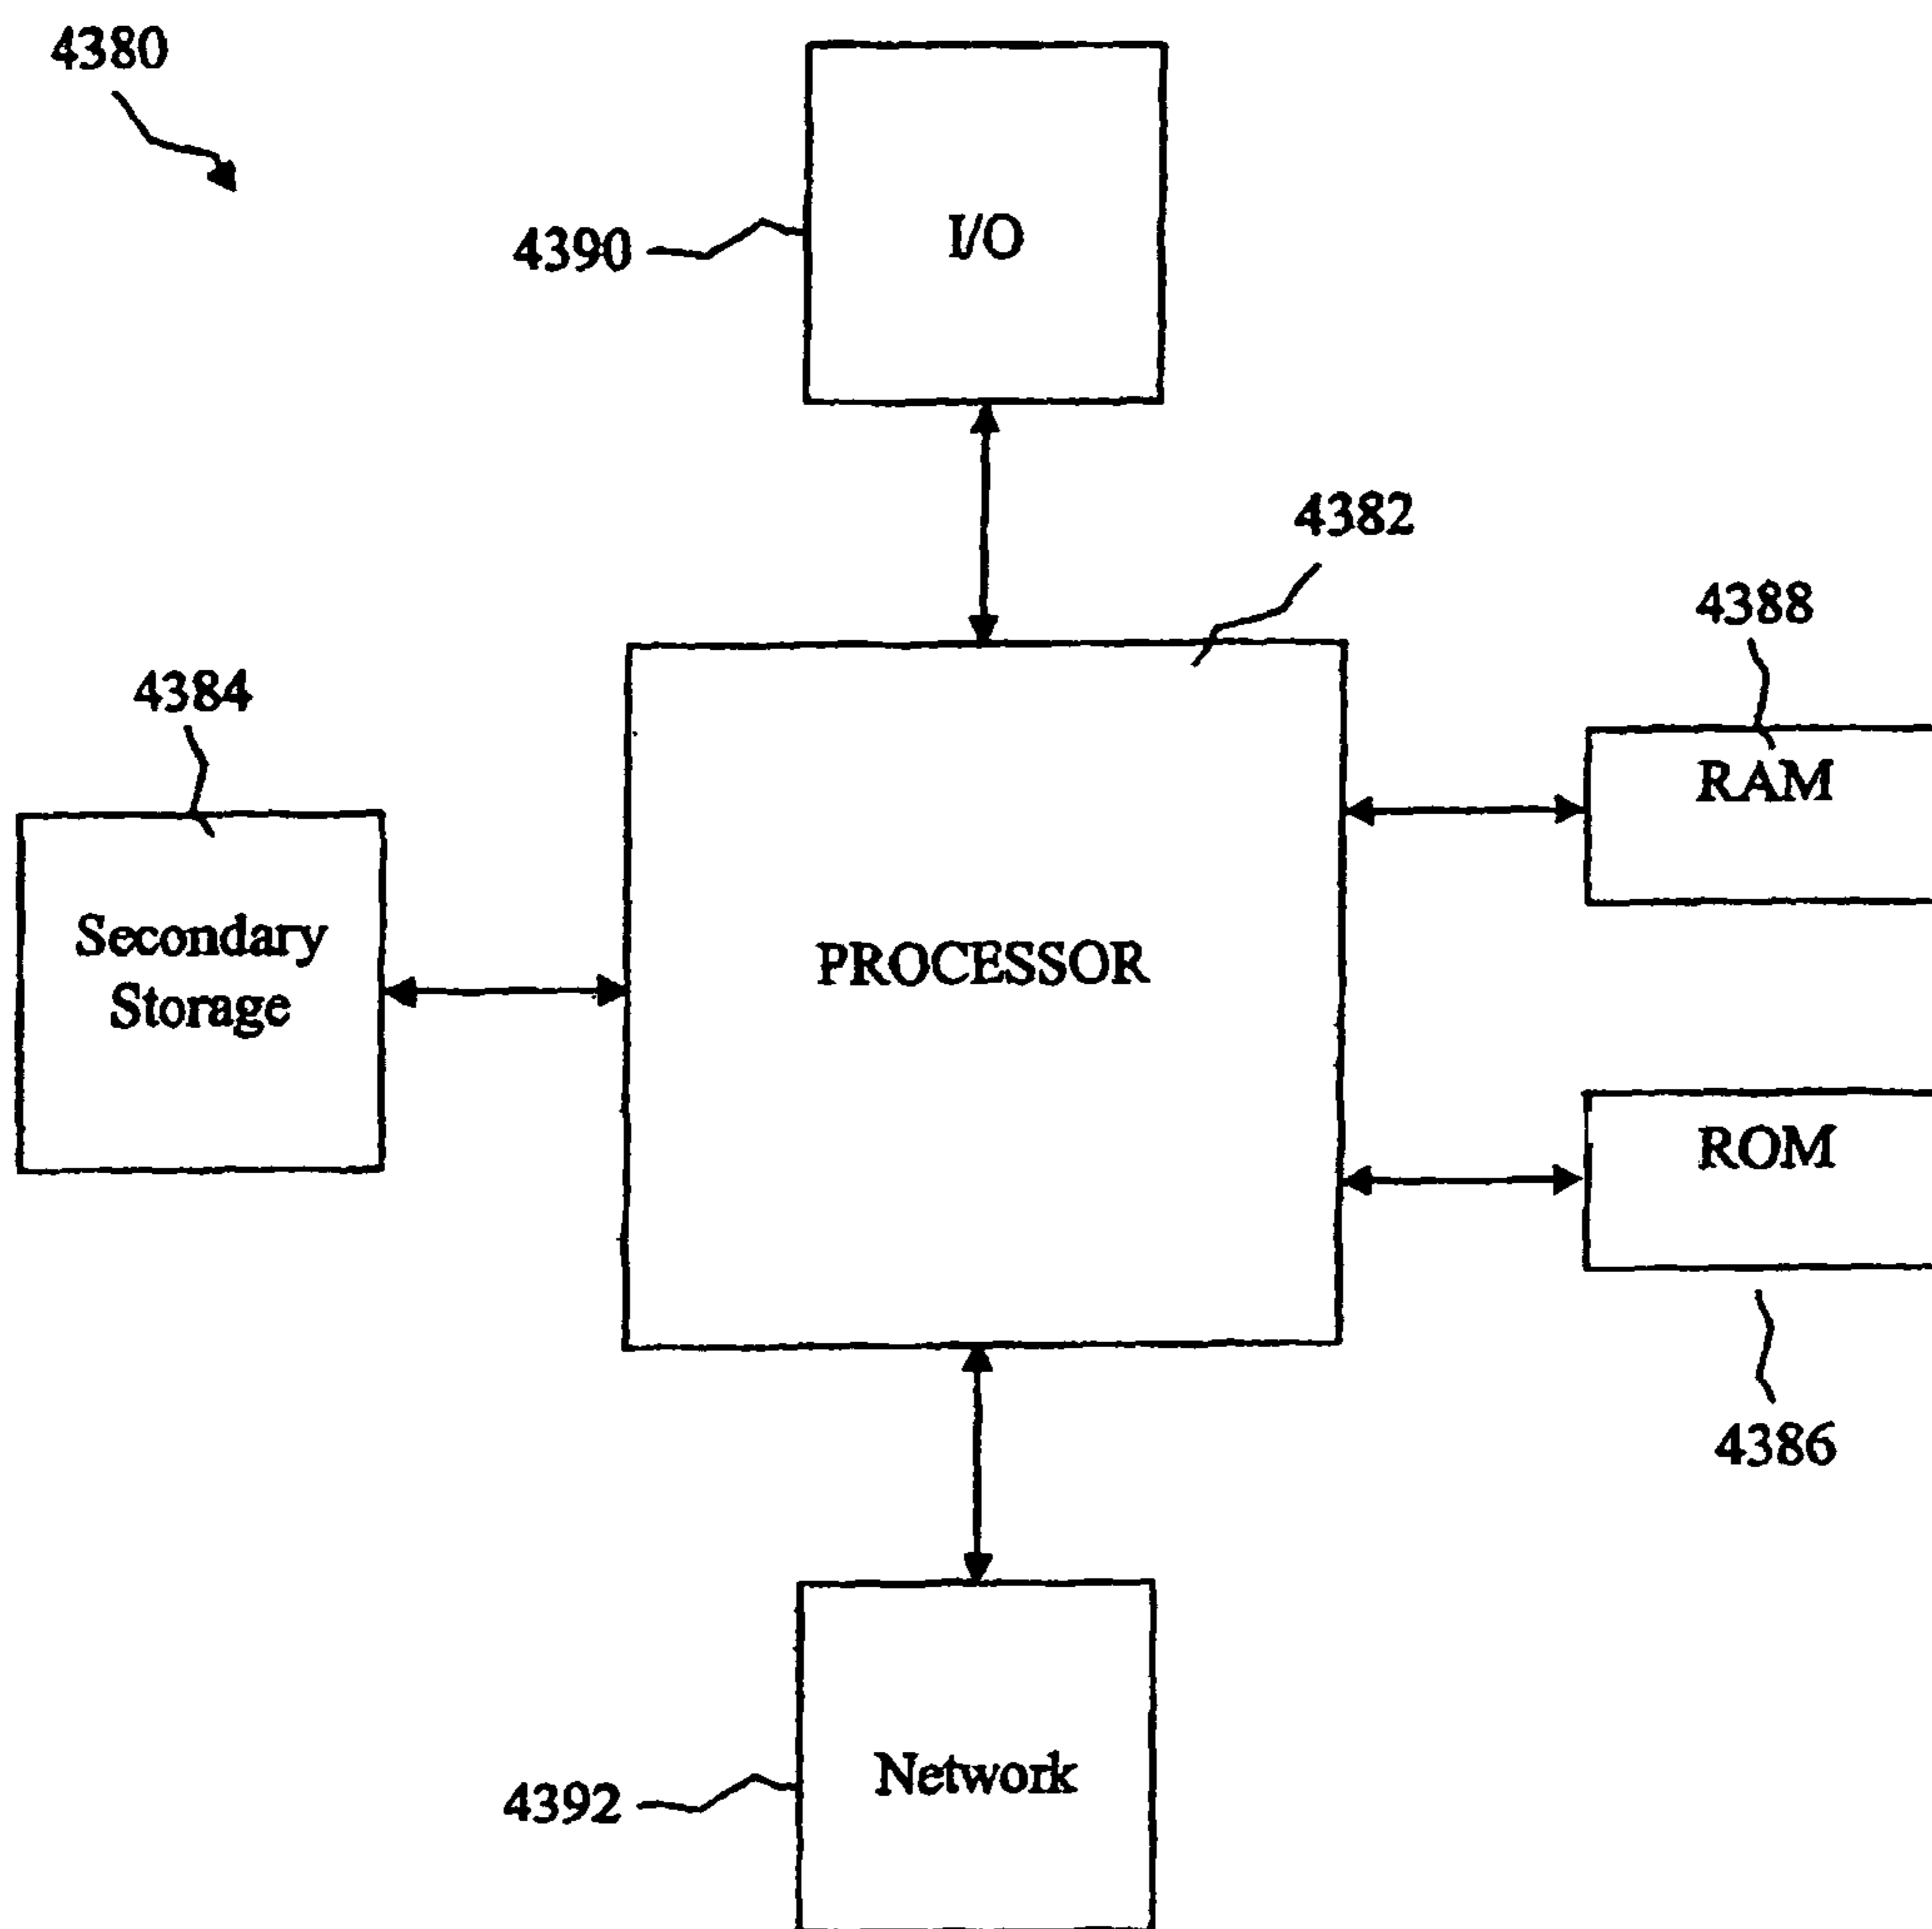 4380
I/O
4390
4382
4388
4384
RAM
Secondary
Storage
PROCESSOR
ROM
4386
Network
4392